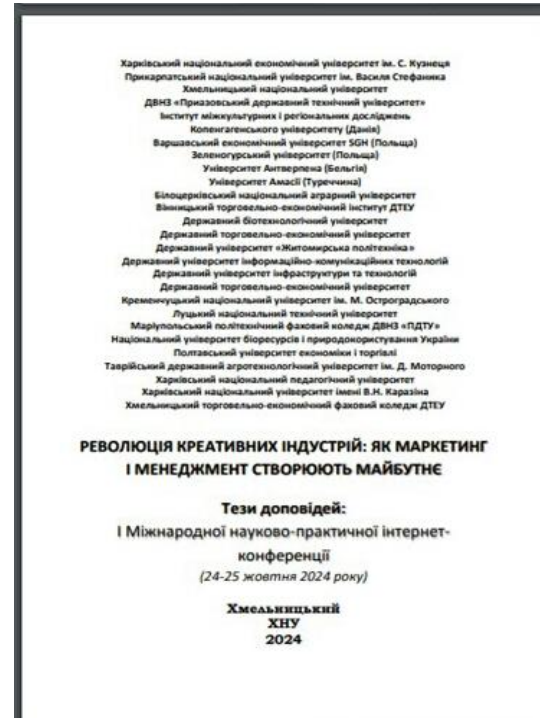 Харківський національний економічний університет ім. С. Кузнеця
Прикарпатський національний університет ім. Василя Стефаника
Хмельницький національний університет
ДВНЗ «Приазовський державний технічний університет»
Інститут міжкультурних і регіональних досліджень
Копенгагенського університету (Данія)
Варшавський економічний університет SGH (Польща)
Зеленогурський університет (Польща)
Університет Антверпена (Бельгія)
Університет Амасії (Туреччина)
Білоцерківський національний аграрний університет
Вінницький торговельно-економічний інститут ДТЕУ
Державний біотехнологічний університет
Державний торговельно-економічний університет
Державний університет «Житомирська політехніка»
Державний університет інформаційно-комунікаційних технологій
Державний університет інфраструктури та технологій
Державний торговельно-економічний університет
Кременчуцький національний університет ім. М. Остроградського
Луцький національний технічний університет
Маріупольський політехнічний фаховий коледж ДВНЗ «ПДТУ»
Національний університет біоресурсів і природокористування України
Полтавський університет економіки і торгівлі
Таврійський державний агротехнологічний університет ім. Д. Моторного
Харківський національний педагогічний університет
Харківський національний університет імені В.Н. Каразіна
Хмельницький торговельно-економічний фаховий коледж ДТЕУ
РЕВОЛЮЦІЯ КРЕАТИВНИХ ІНДУСТРІЙ: ЯК МАРКЕТИНГ
І МЕНЕДЖМЕНТ СТВОРЮЮТЬ МАЙБУТНЄ
Тези доповідей:
І Міжнародної науково-практичної інтернет-
конференції
(24-25 жовтня 2024 року)
Хмельницький
ХНУ
2024